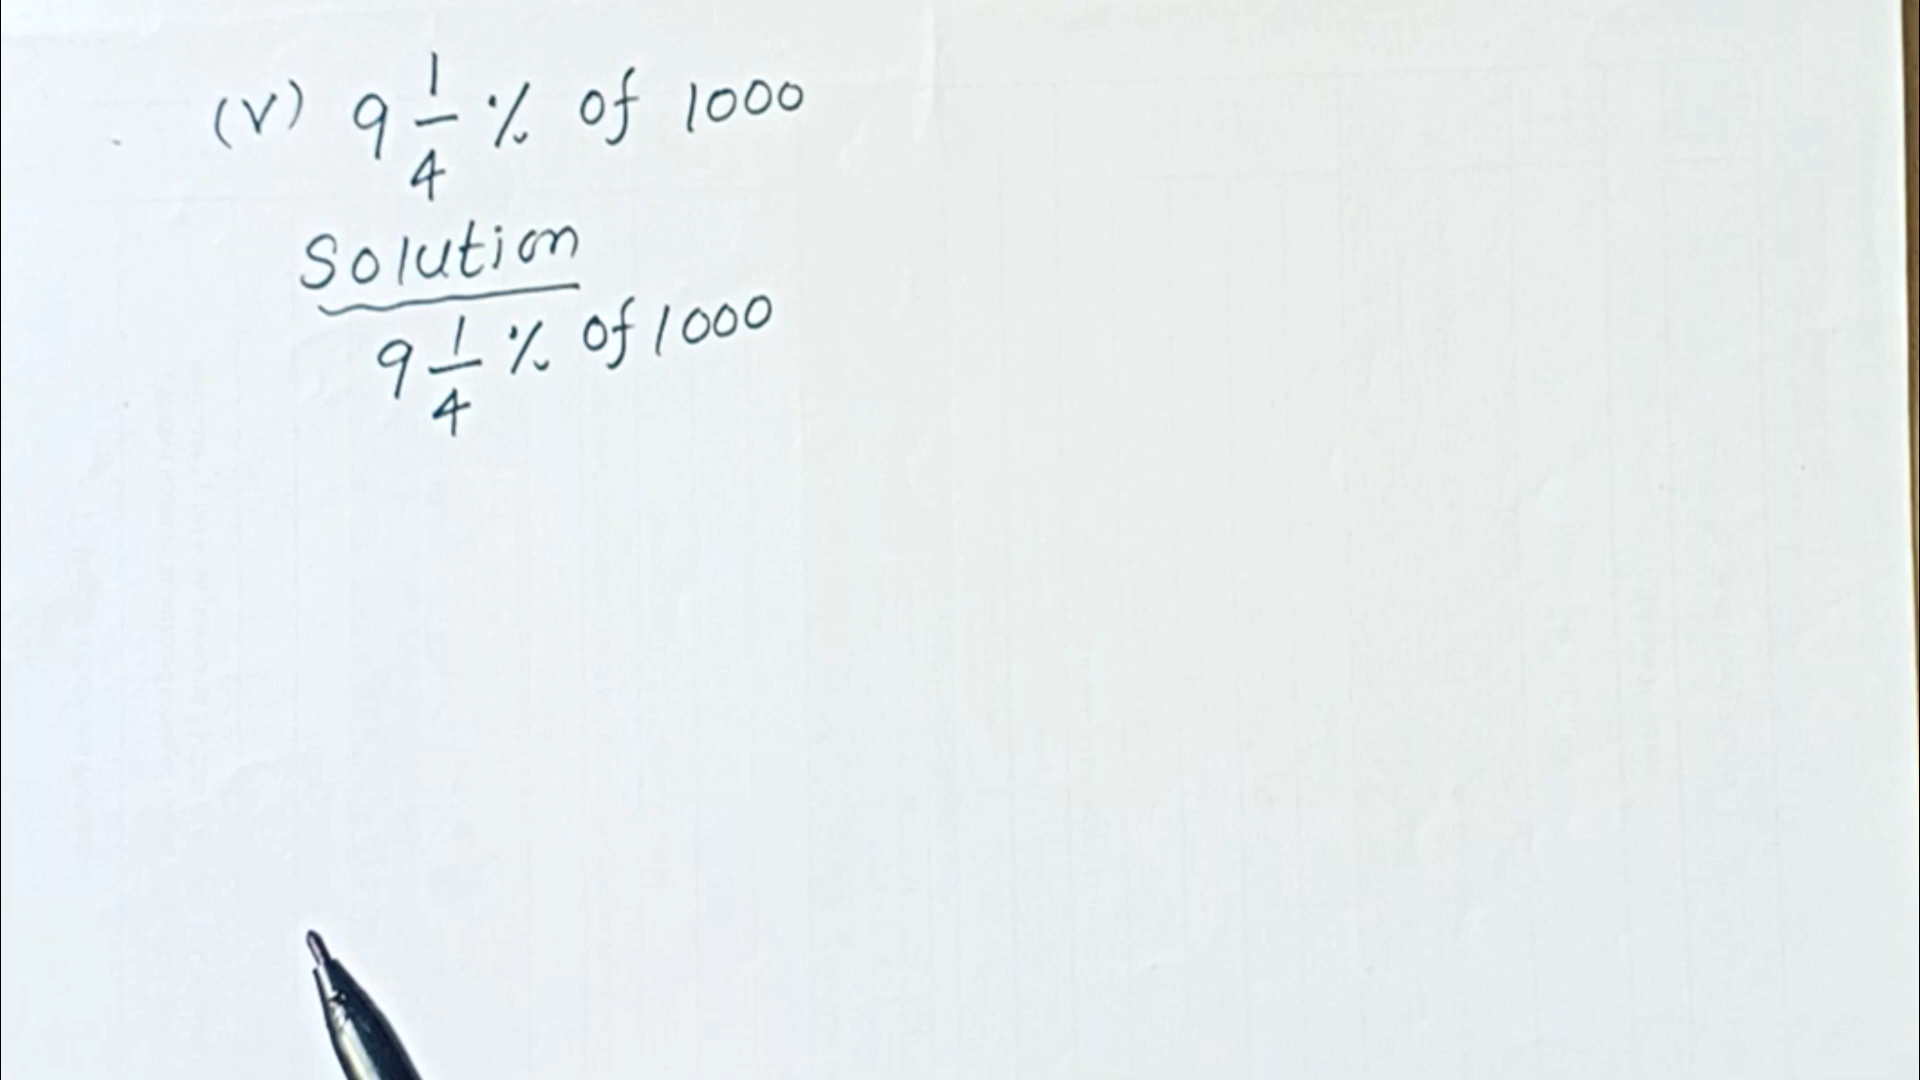 (V) 9 1/4 % of 1000
Solution
9 1/4 % of 1000